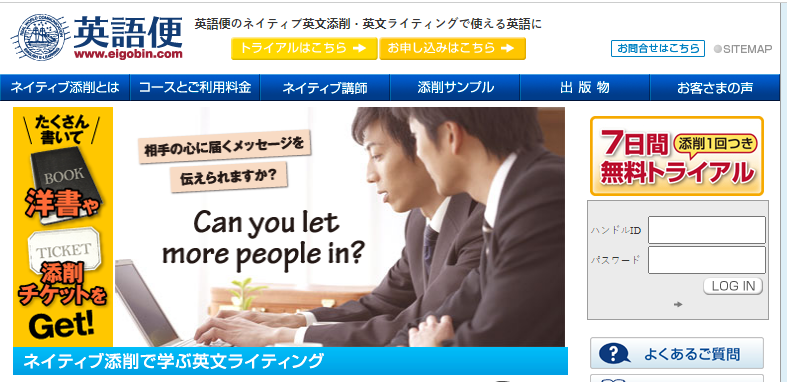 英語便
www.eigobin.com
英語便のネイティブ英文添削・英文ライティングで使える英語に
トライアルはこちら
お申し込みはこちら
お問合せはこちら
SITEMAP
ネイティブ添削とは
コースとご利用料金
ネイティブ講師
添削サンプル
出版物
お客さまの声
たくさん
書いて
BOOK
洋書や
TICKET
添削
チケットを
Get!
相手の心に届くメッセージを
伝えられますか?
Can you let
more people in?
7日間
添削1回つき
無料トライアル
ハンドルID
パスワード
LOG IN
よくあるご質問
ネイティブ添削で学ぶ英文ライティング